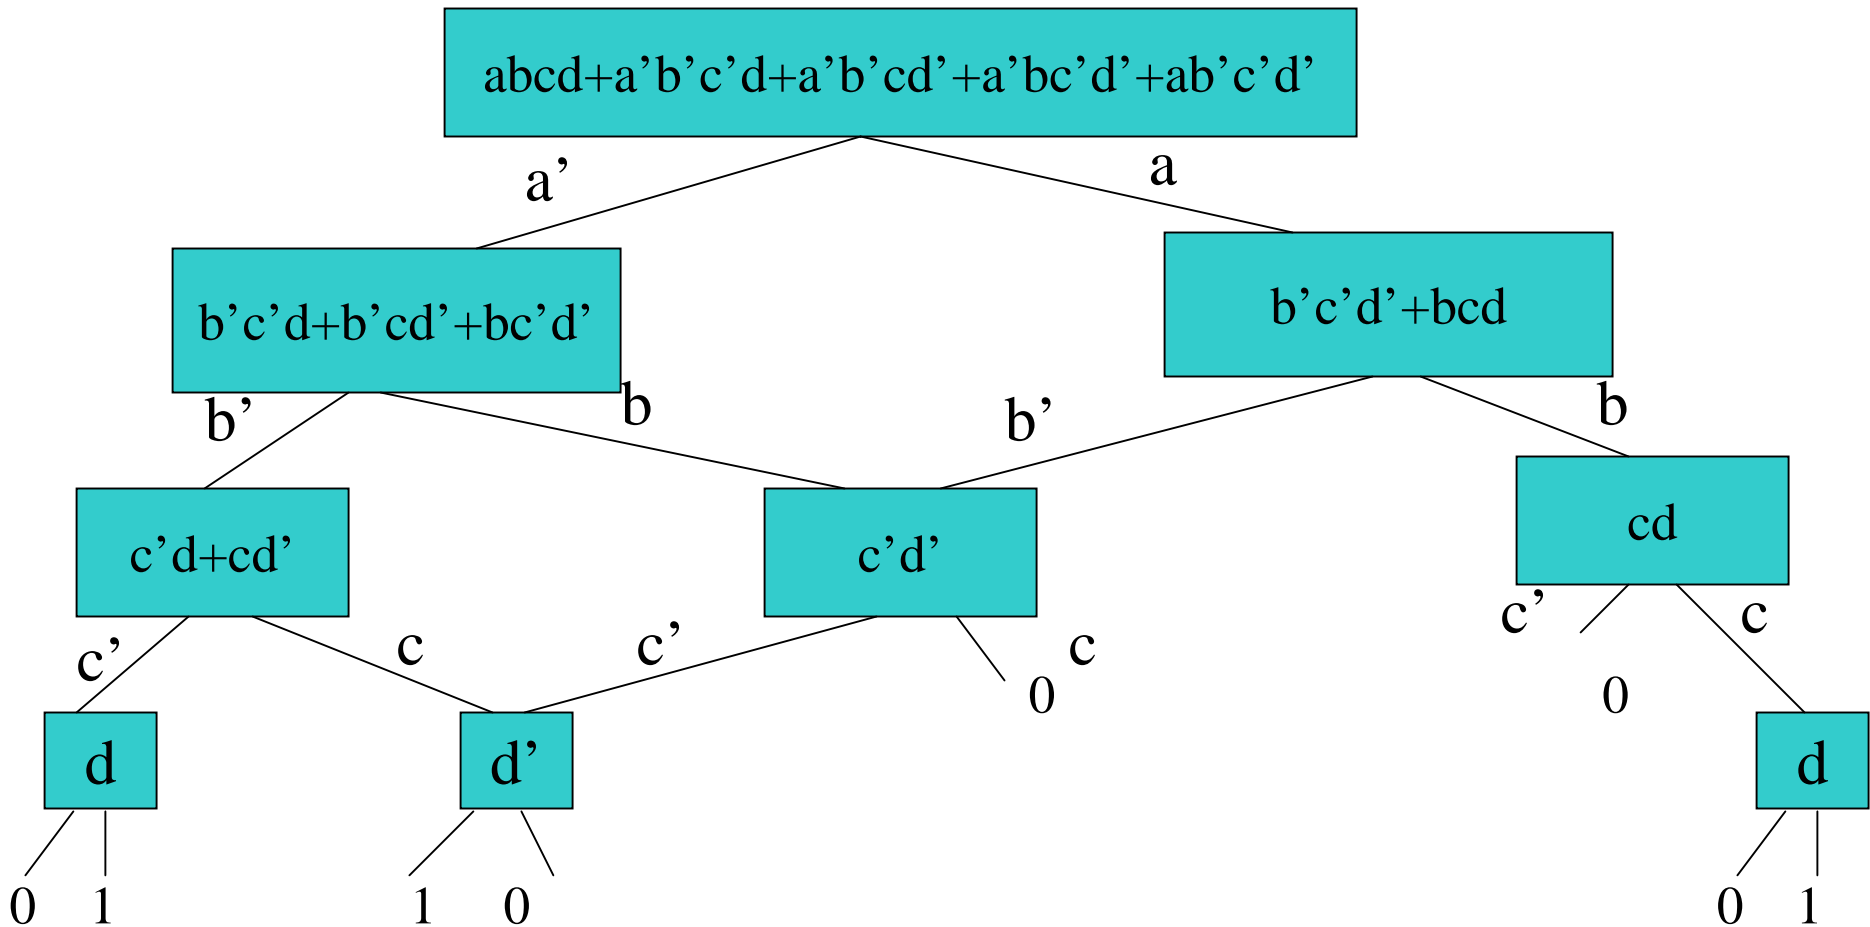 abcd+a’b’c’d+a’b’cd’+a’bc’d’+ab’c’d’
a’
a
b’c’d+b’cd’+bc’d’
b’c’d’+bcd
b’
b
b’
b
c’d+cd’
c’d’
cd
c’
c
c’
c
c’
c
0
0
d
d’
d
0
1
1
0
0
1